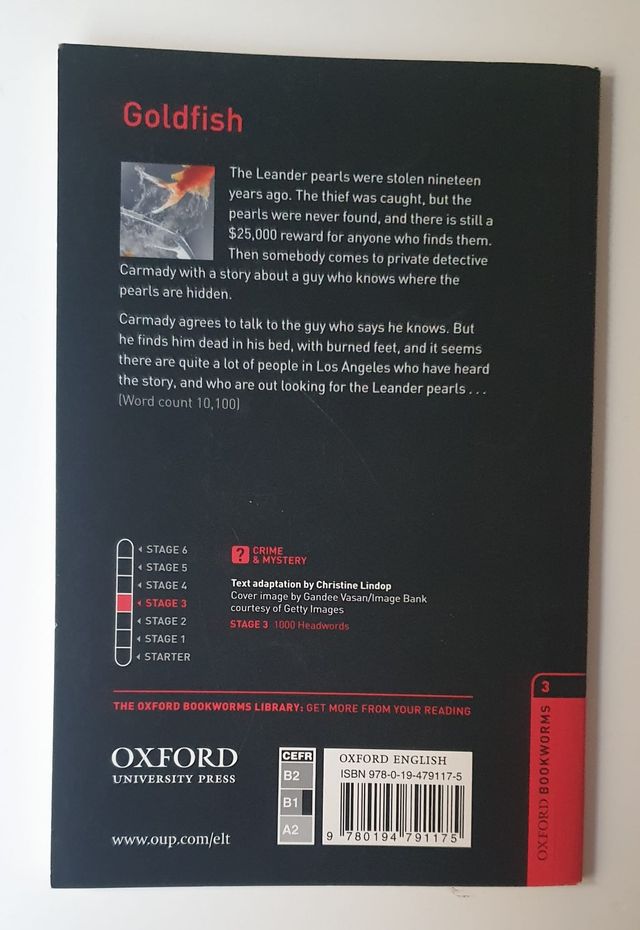 Goldfish
The Leander pearls were stolen nineteen
years ago. The thief was caught, but the
pearls were never found, and there is still a
$25,000 reward for anyone who finds them.
Then somebody comes to private detective
Carmady with a story about a guy who knows where the
pearls are hidden.
Carmady agrees to talk to the guy who says he knows. But
he finds him dead in his bed, with burned feet, and it seems
there are quite a lot of people in Los Angeles who have heard
the story, and who are out looking for the Leander pearls . . .
(Word count 10,100)
STAGE 6
STAGE 5
STAGE 4
STAGE 3
STAGE 2
STAGE 1
STARTER
? CRIME
& MYSTERY
Text adaptation by Christine Lindop
Cover image by Gandee Vasan/Image Bank
courtesy of Getty Images
STAGE 3 1000 Headwords
THE OXFORD BOOKWORMS LIBRARY: GET MORE FROM YOUR READING
OXFORD
UNIVERSITY PRESS
www.oup.com/elt
CEFR
B2
B1
A2
OXFORD ENGLISH
ISBN 978-0-19-479117-5
9 780194 791175
3
OXFORD BOOKWORMS